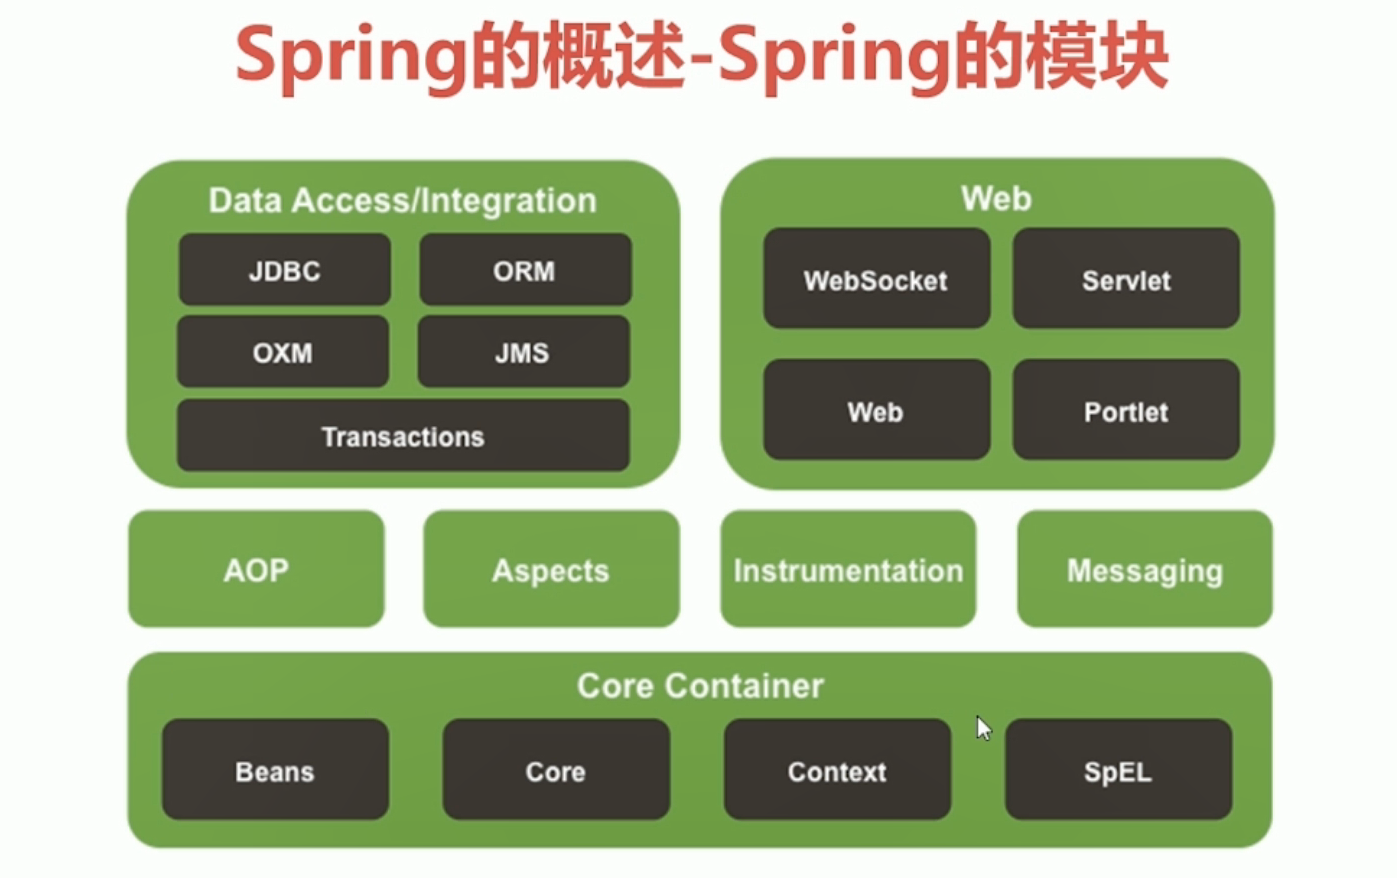 Spring的概述-Spring的模块
Data Access/Integration
JDBC
ORM
OXM
JMS
Transactions
Web
WebSocket
Servlet
Web
Portlet
AOP
Aspects
Instrumentation
Messaging
Core Container
Beans
Core
Context
SpEL